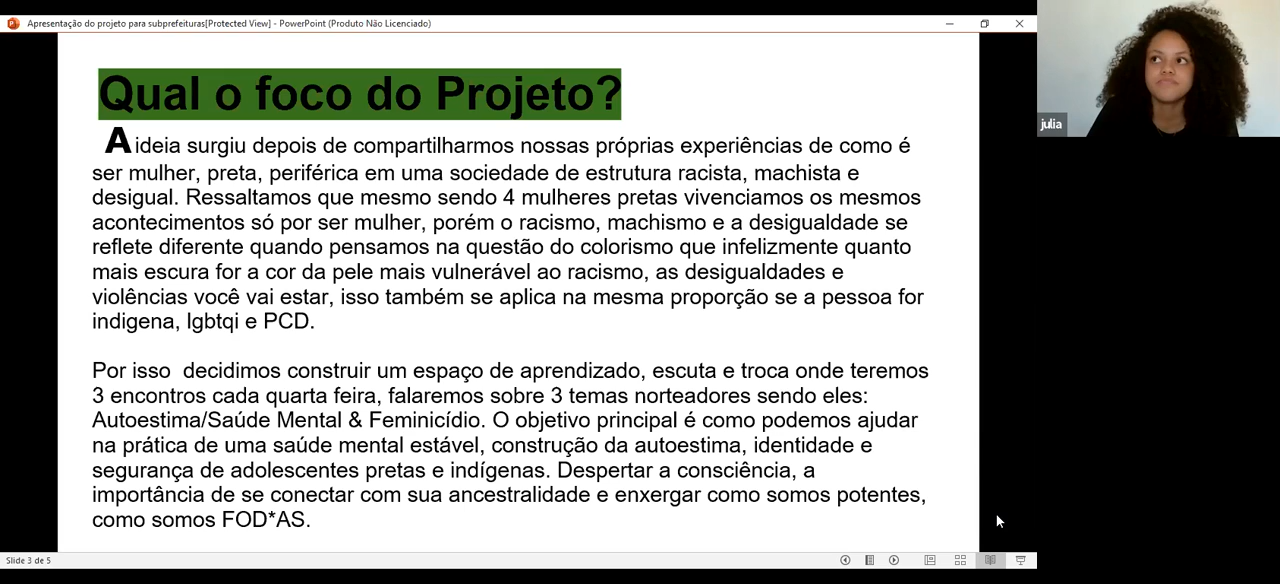 Apresentação do projeto para subprefeituras[Protected View] - PowerPoint (Produto Não Licenciado)
Qual o foco do Projeto?
A ideia surgiu depois de compartilharmos nossas próprias experiências de como é
ser mulher, preta, periférica em uma sociedade de estrutura racista, machista e
desigual. Ressaltamos que mesmo sendo 4 mulheres pretas vivenciamos os mesmos
acontecimentos só por ser mulher, porém o racismo, machismo e a desigualdade se
reflete diferente quando pensamos na questão do colorismo que infelizmente quanto
mais escura for a cor da pele mais vulnerável ao racismo, as desigualdades e
violências você vai estar, isso também se aplica na mesma proporção se a pessoa for
indigena, lgbtqi e PCD.
Por isso  decidimos construir um espaço de aprendizado, escuta e troca onde teremos
3 encontros cada quarta feira, falaremos sobre 3 temas norteadores sendo eles:
Autoestima/Saúde Mental & Feminicídio. O objetivo principal é como podemos ajudar
na prática de uma saúde mental estável, construção da autoestima, identidade e
segurança de adolescentes pretas e indígenas. Despertar a consciência, a
importância de se conectar com sua ancestralidade e enxergar como somos potentes,
como somos FOD*AS.
julia
Slide 3 de 5